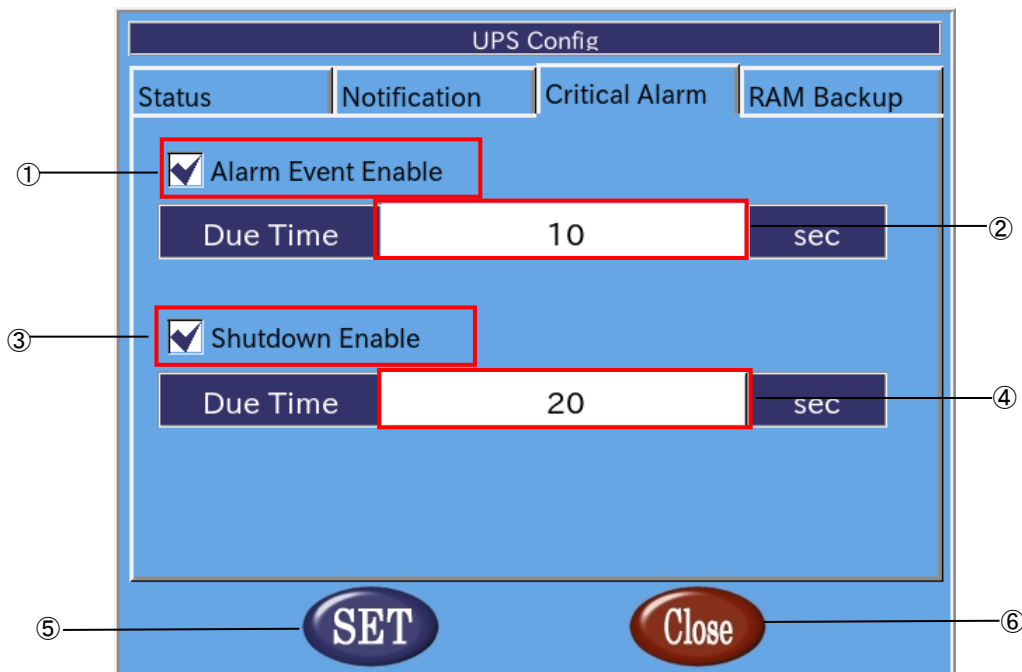 UPS Config
Status Notification Critical Alarm RAM Backup
① Alarm Event Enable
Due Time 10 sec ②
③ Shutdown Enable
Due Time 20 sec ④
⑤ SET Close ⑥